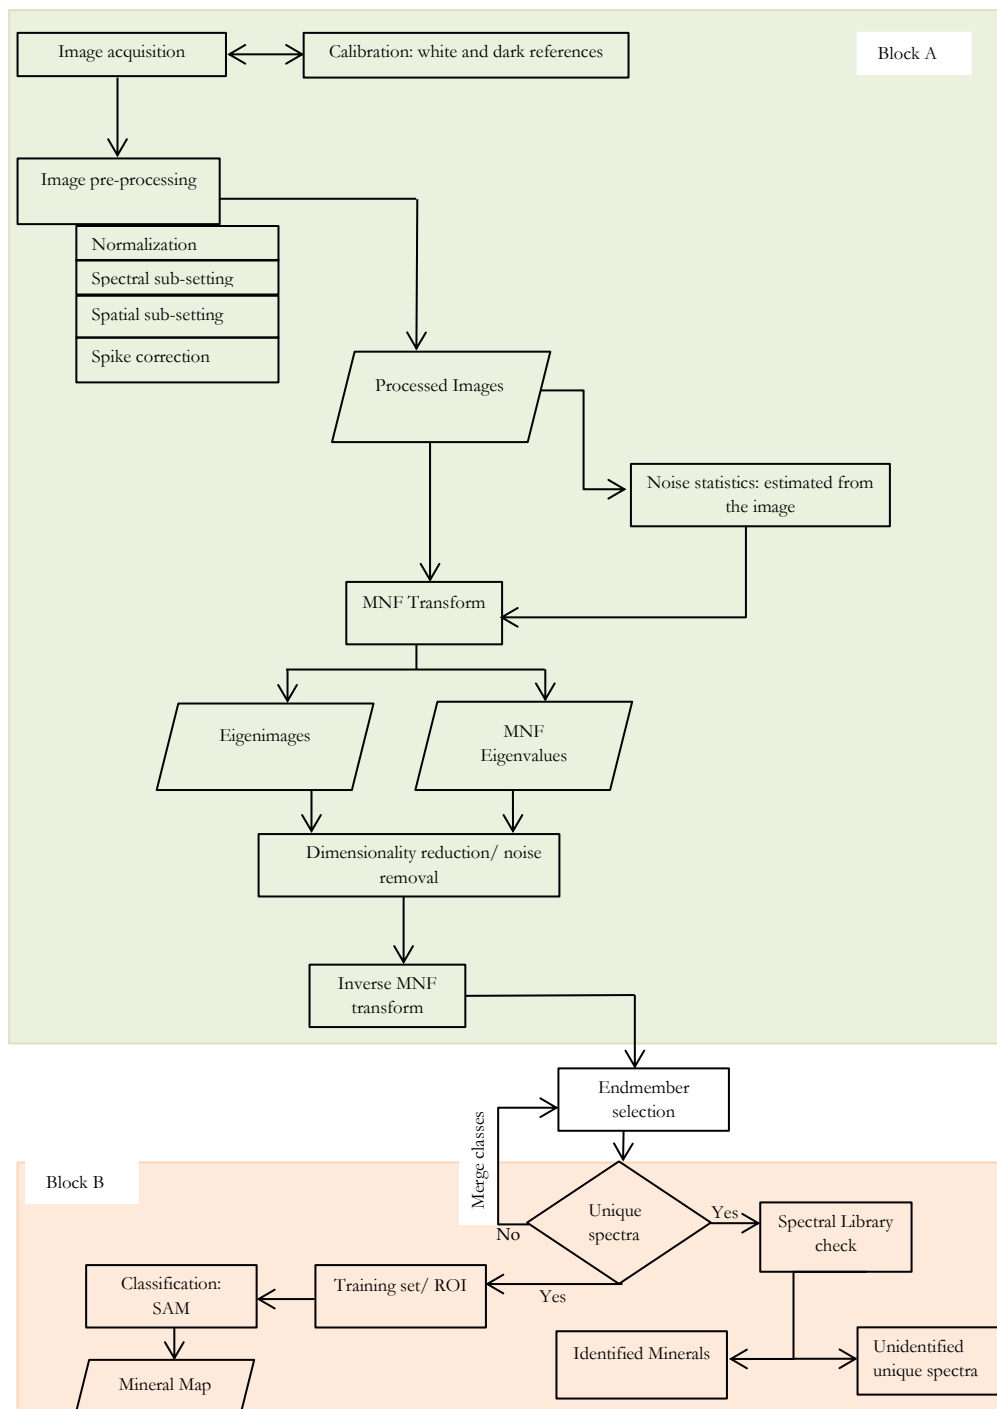 Image acquisition
Calibration: white and dark references
Block A
Image pre-processing
Normalization
Spectral sub-setting
Spatial sub-setting
Spike correction
Processed Images
Noise statistics: estimated from
the image
MNF Transform
Eigenimages
MNF
Eigenvalues
Dimensionality reduction/ noise
removal
Inverse MNF
transform
Endmember
selection
Merge classes
Block B
Unique
spectra
Yes
No
Spectral Library
check
Classification:
SAM
Training set/ ROI
Yes
Identified Minerals
Unidentified
unique spectra
Mineral Map